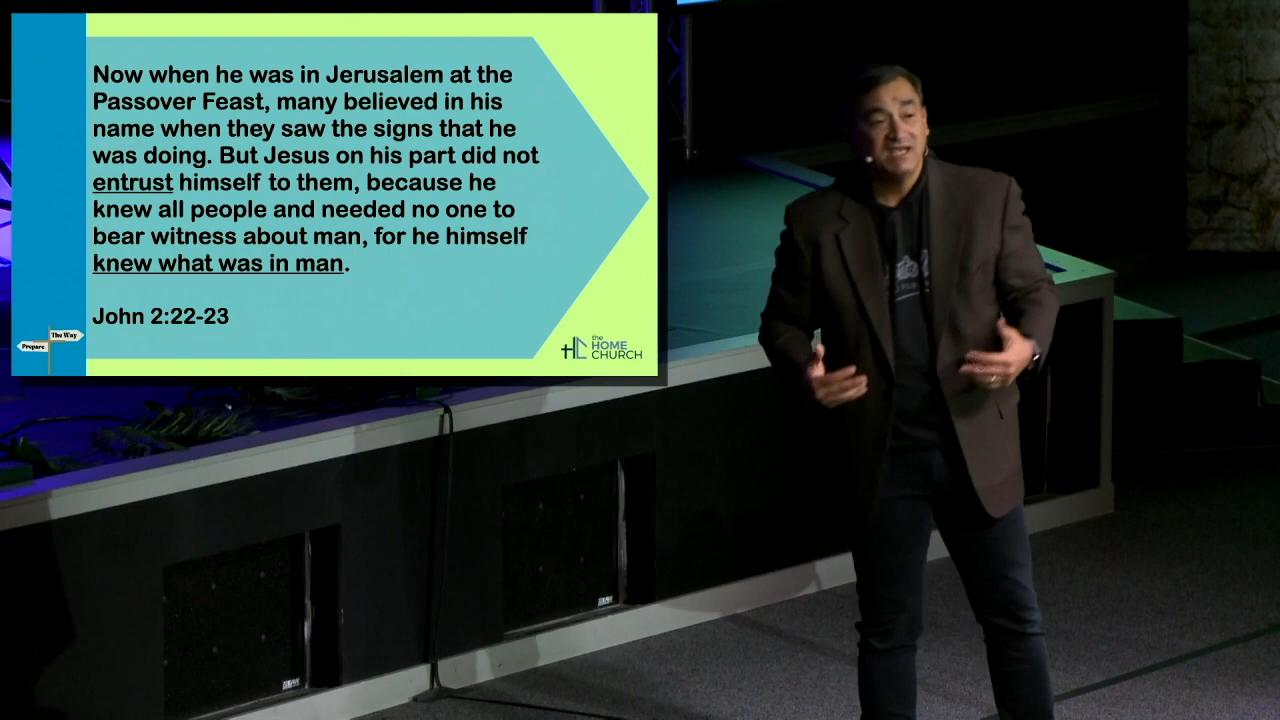 Now when he was in Jerusalem at the
Passover Feast, many believed in his
name when they saw the signs that he
was doing. But Jesus on his part did not
entrust himself to them, because he
knew all people and needed no one to
bear witness about man, for he himself
knew what was in man.
John 2:22-23
The Way
Prepare
the
HOME
CHURCH